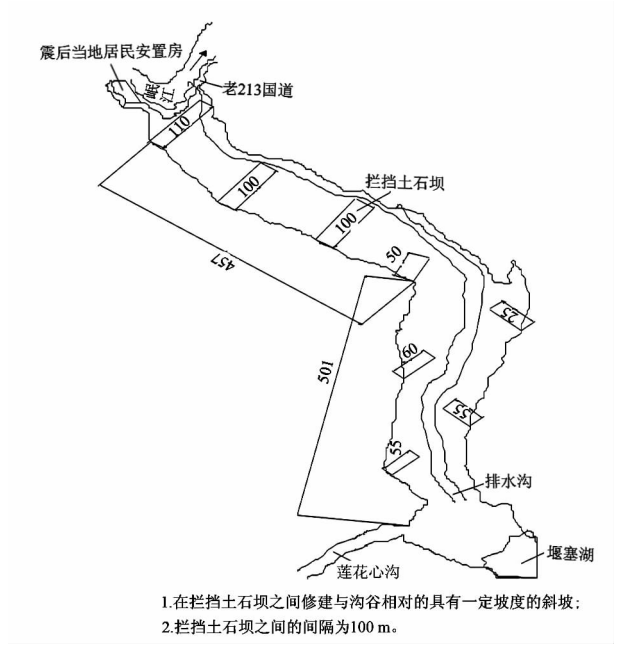 震后当地居民安置房
岷江
老213国道
110
100
拦挡土石坝
100
50
457
25
501
60
55
55
排水沟
堰塞湖
莲花心沟
1.在拦挡土石坝之间修建与沟谷相对的具有一定坡度的斜坡;
2.拦挡土石坝之间的间隔为100 m。